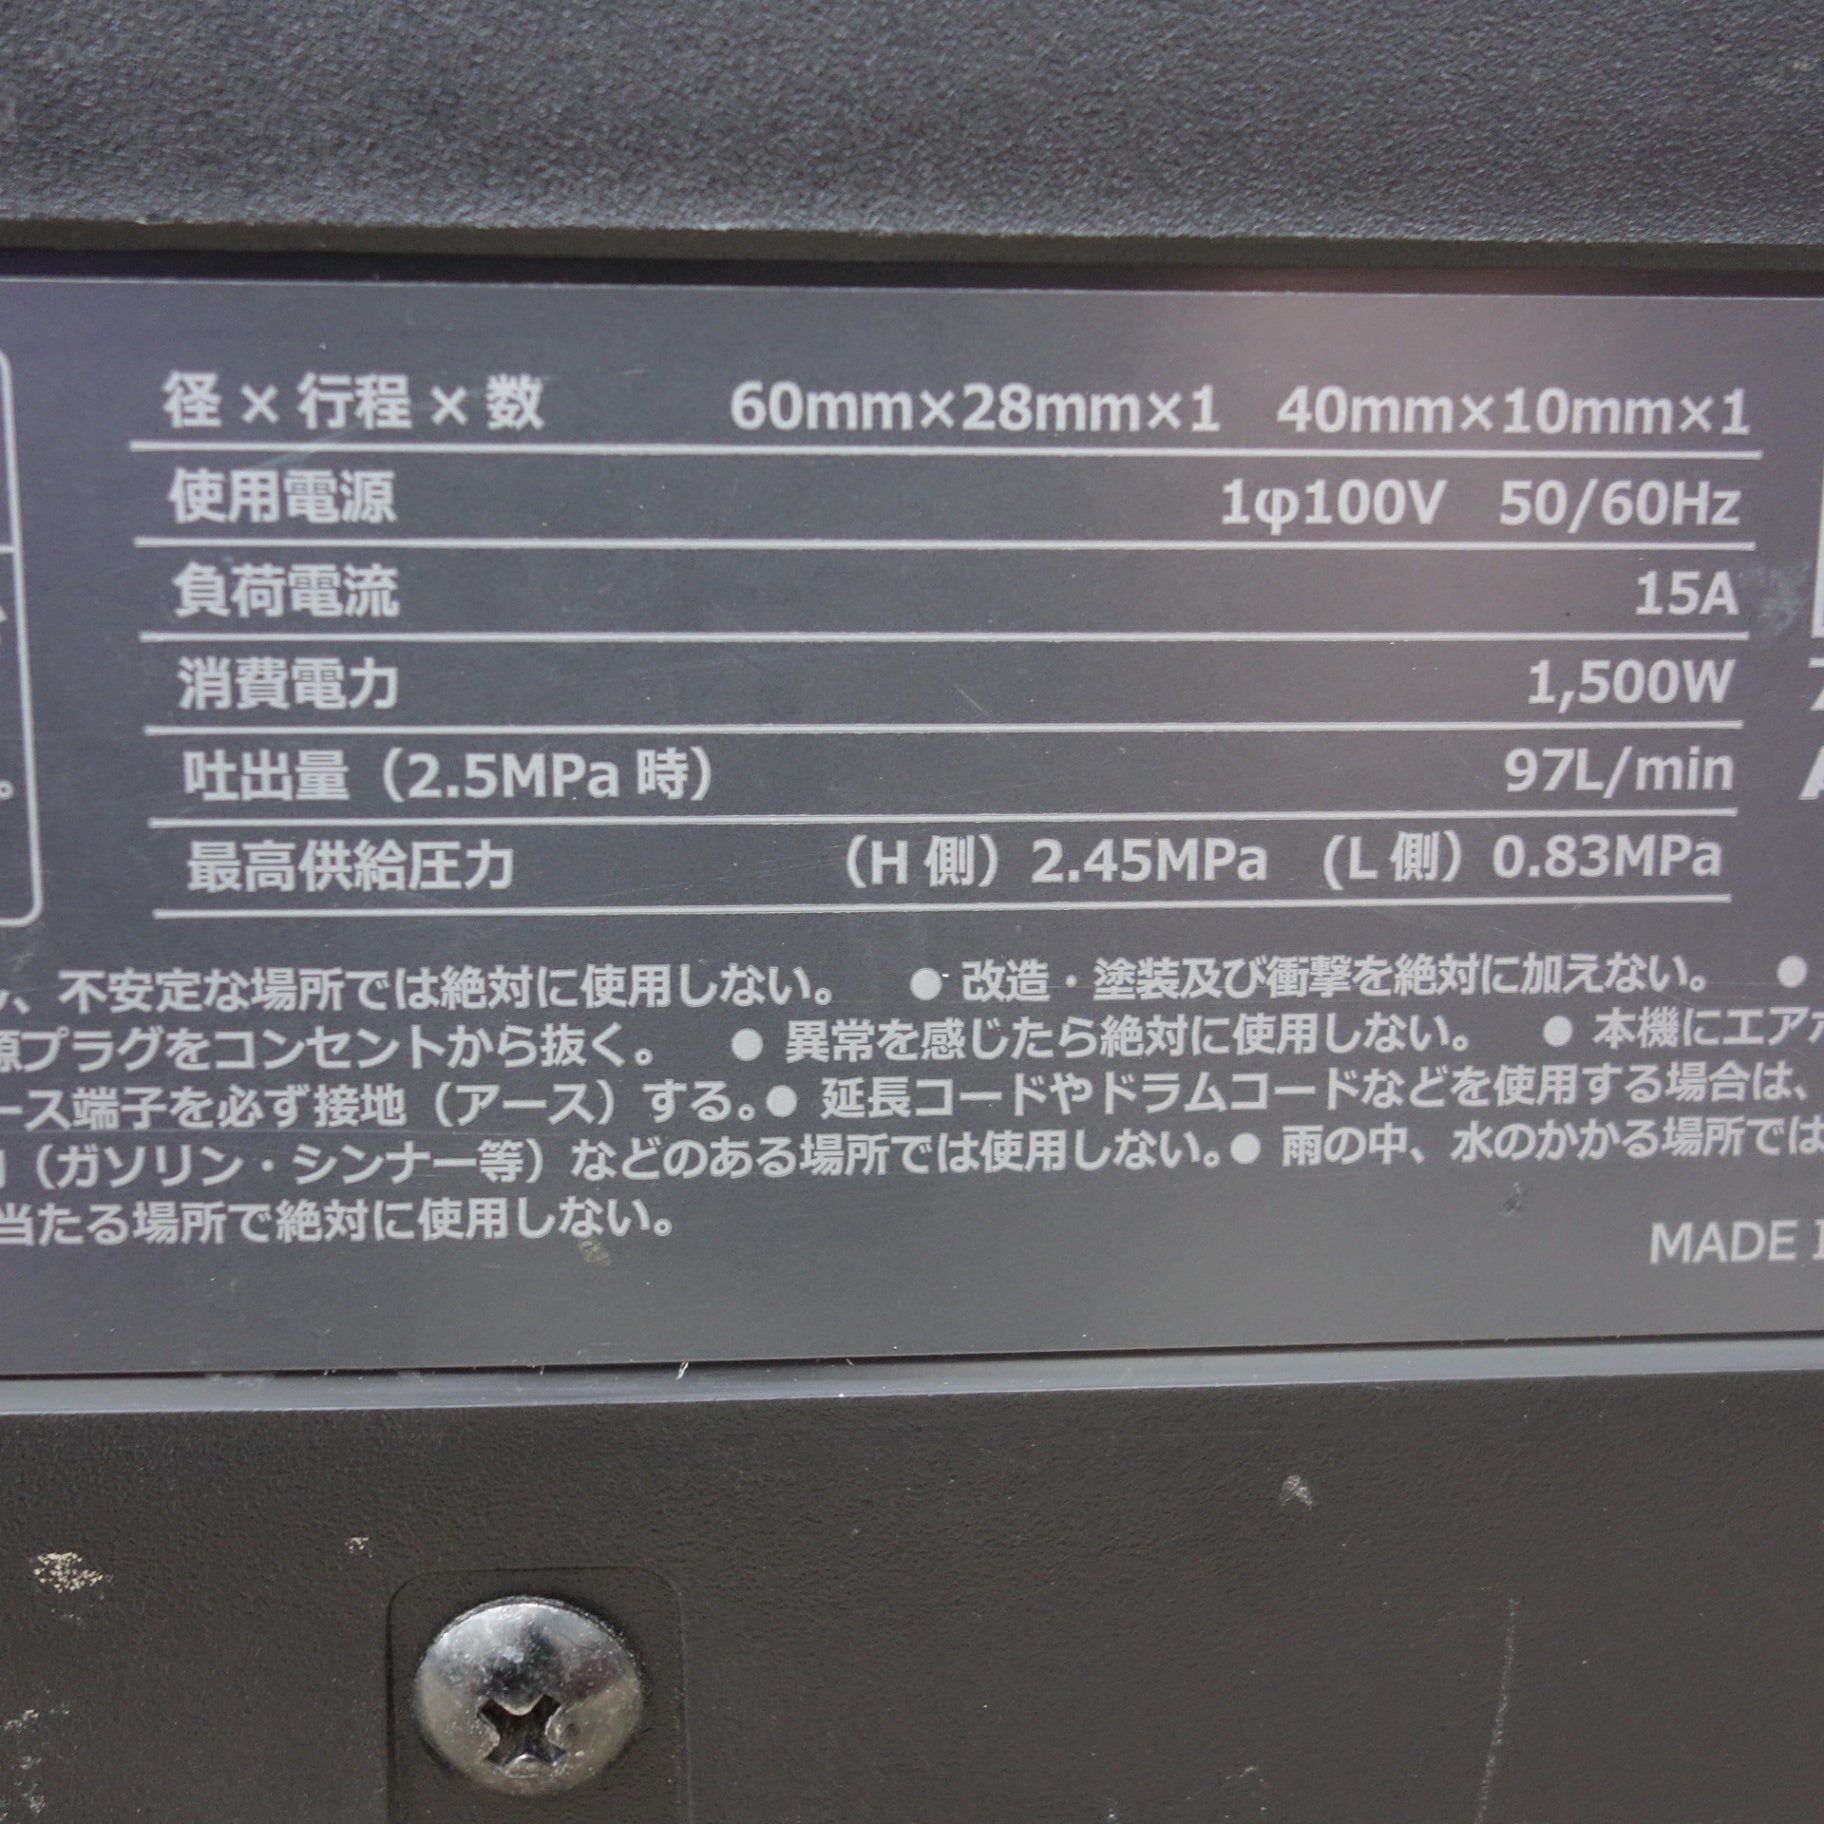 径×行程×数 60mm×28mm×1 40mm×10mm×1
使用電源 1φ100V 50/60Hz
負荷電流 15A
消費電力 1,500W
吐出量（2.5MPa 時） 97L/min
最高供給圧力 （H 側）2.45MPa （L 側）0.83MPa
、不安定な場所では絶対に使用しない。 ● 改造・塗装及び衝撃を絶対に加えない。 ●
源プラグをコンセントから抜く。 ● 異常を感じたら絶対に使用しない。 ● 本機にエア
ース端子を必ず接地（アース）する。● 延長コードやドラムコードなどを使用する場合は、
（ガソリン・シンナー等）などのある場所では使用しない。● 雨の中、水のかかる場所では
当たる場所で絶対に使用しない。
MADE